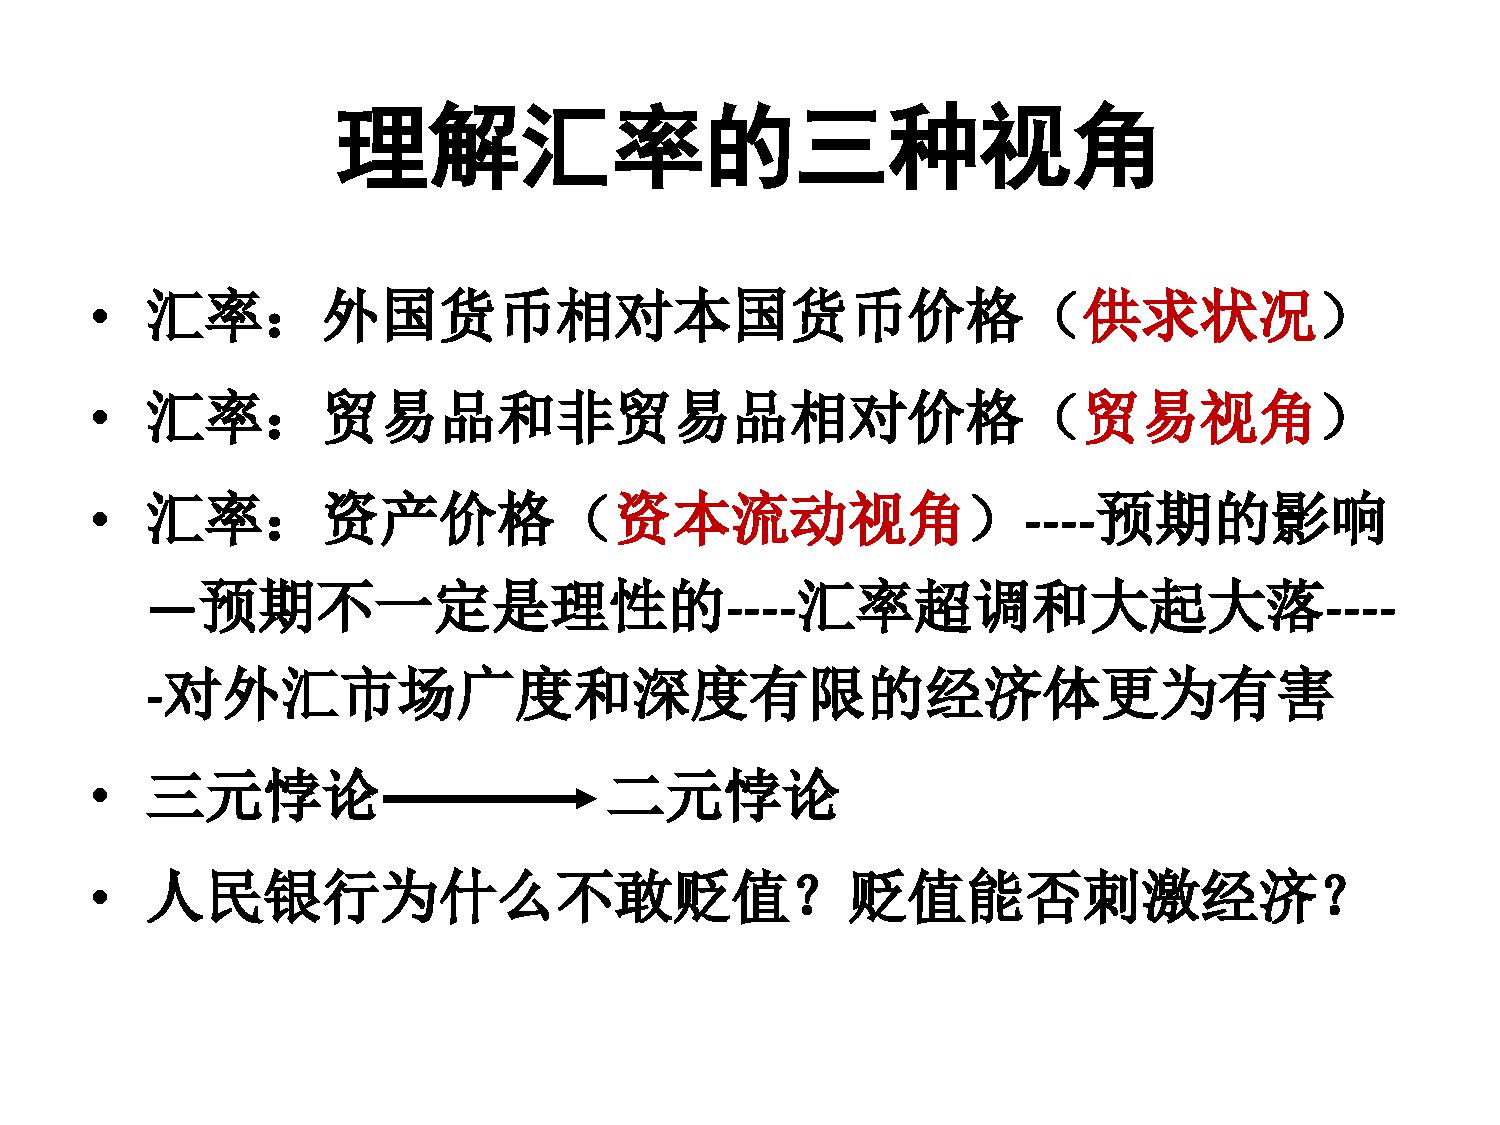 理解汇率的三种视角
• 汇率：外国货币相对本国货币价格（供求状况）
• 汇率：贸易品和非贸易品相对价格（贸易视角）
• 汇率：资产价格（资本流动视角）----预期的影响
—预期不一定是理性的----汇率超调和大起大落----
-对外汇市场广度和深度有限的经济体更为有害
• 三元悖论 二元悖论
• 人民银行为什么不敢贬值？贬值能否刺激经济？